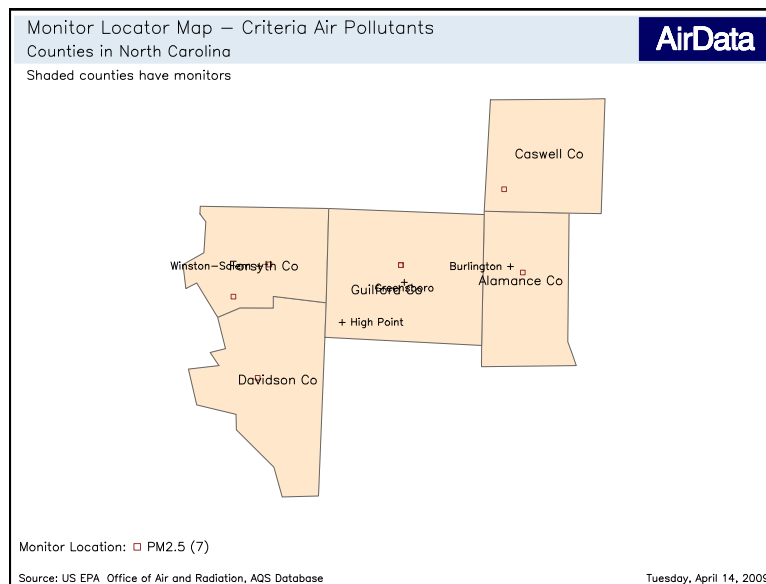 Monitor Locator Map – Criteria Air Pollutants
AirData
Counties in North Carolina
Shaded counties have monitors
Caswell Co
Winston-Salem
Forsyth Co
Burlington
Alamance Co
Guilford Co
Greensboro
High Point
Davidson Co
Monitor Location: PM2.5 (7)
Source: US EPA Office of Air and Radiation, AQS Database
Tuesday, April 14, 2009